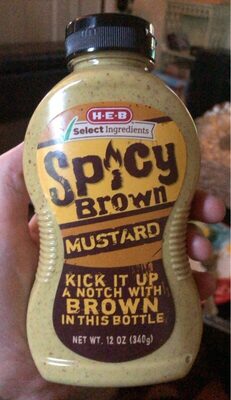 H-E-B
Select Ingredients
Spicy
Brown
MUSTARD
KICK IT UP
A NOTCH WITH
BROWN
IN THIS BOTTLE
NET WT. 12 OZ (340g)